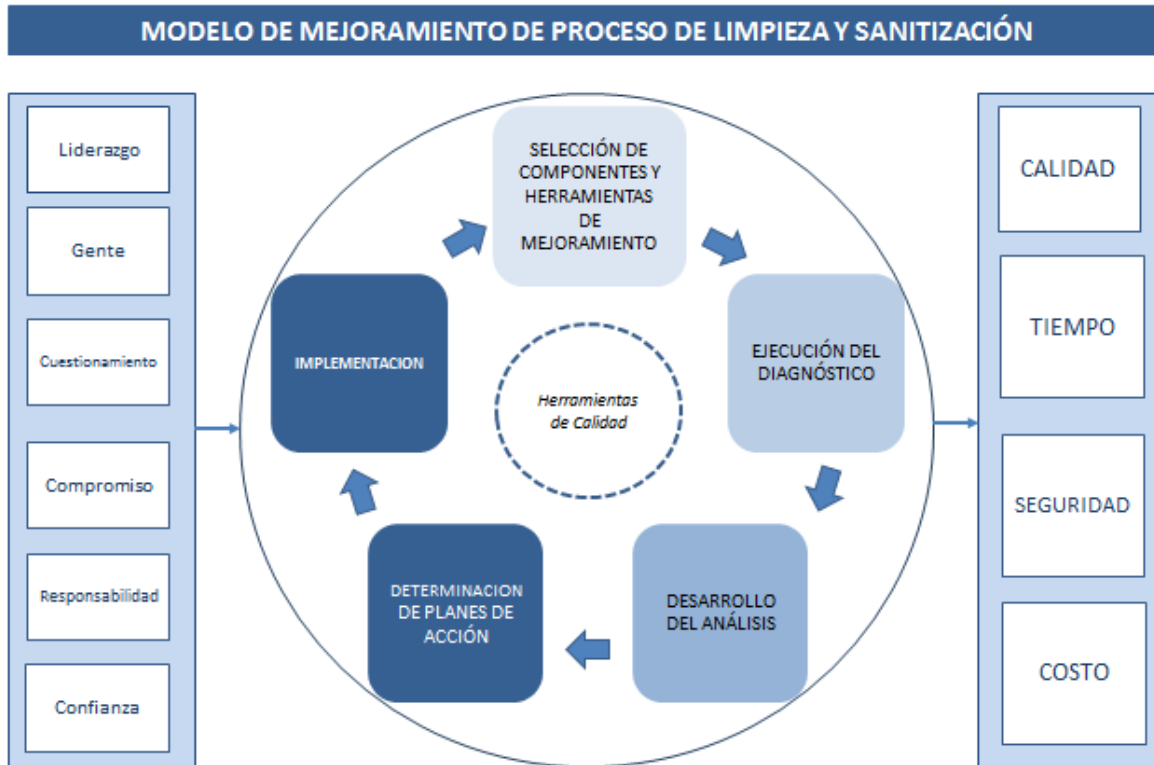 MODELO DE MEJORAMIENTO DE PROCESO DE LIMPIEZA Y SANITIZACIÓN
Liderazgo
Gente
Cuestionamiento
Compromiso
Responsabilidad
Confianza
SELECCIÓN DE
COMPONENTES Y
HERRAMIENTAS
DE
MEJORAMIENTO
EJECUCIÓN DEL
DIAGNÓSTICO
DESARROLLO
DEL ANÁLISIS
DETERMINACION
DE PLANES DE
ACCIÓN
IMPLEMENTACION
Herramientas
de Calidad
CALIDAD
TIEMPO
SEGURIDAD
COSTO